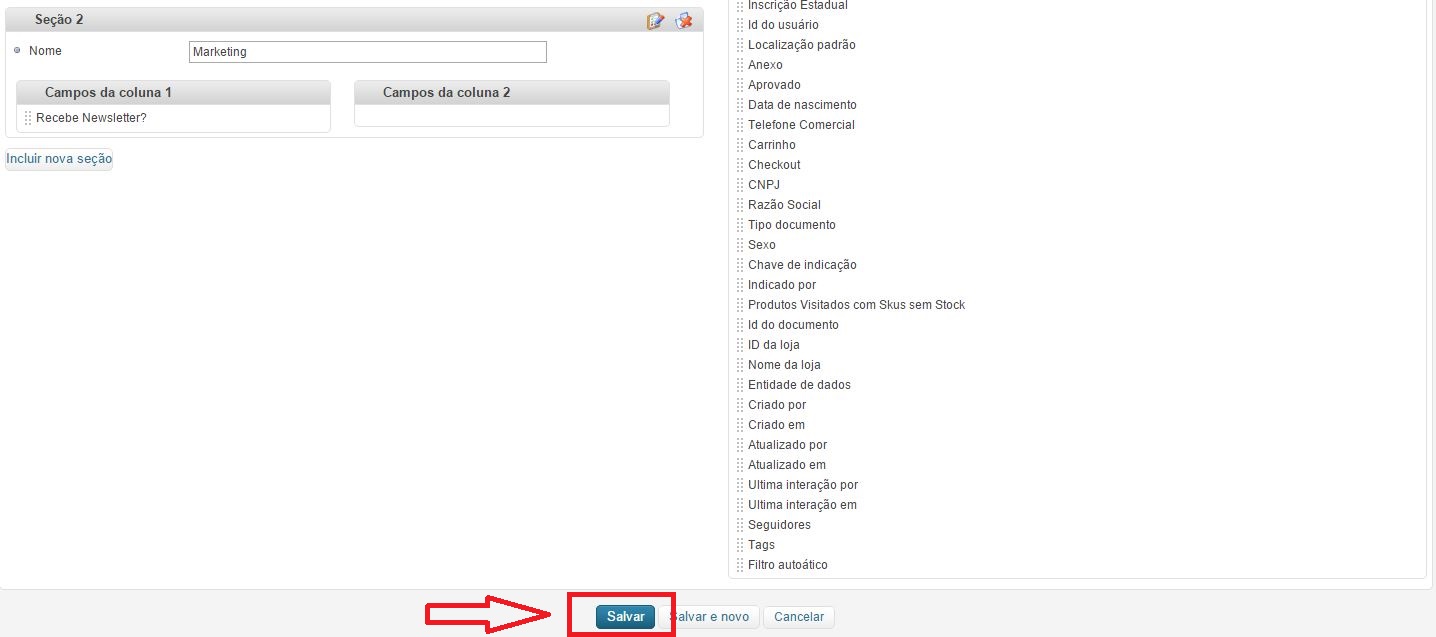 Seção 2
Nome
Marketing
Campos da coluna 1
Campos da coluna 2
Recebe Newsletter?
Incluir nova seção
Inscrição Estadual
Id do usuário
Localização padrão
Anexo
Aprovado
Data de nascimento
Telefone Comercial
Carrinho
Checkout
CNPJ
Razão Social
Tipo documento
Sexo
Chave de indicação
Indicado por
Produtos Visitados com Skus sem Stock
Id do documento
ID da loja
Nome da loja
Entidade de dados
Criado por
Criado em
Atualizado por
Atualizado em
Ultima interação por
Ultima interação em
Seguidores
Tags
Filtro autoático
Salvar
Salvar e novo
Cancelar